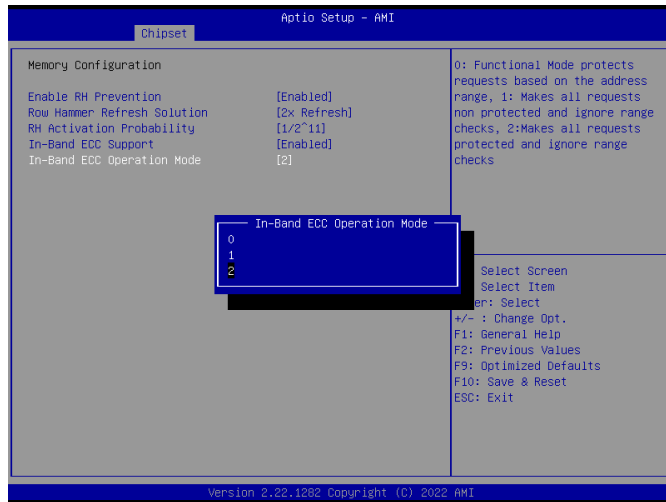 Aptio Setup – AMI
Chipset
Memory Configuration
Enable RH Prevention [Enabled]
Row Hammer Refresh Solution [2x Refresh]
RH Activation Probability [1/2^11]
In-Band ECC Support [Enabled]
In-Band ECC Operation Mode [2]
0: Functional Mode protects
requests based on the address
range, 1: Makes all requests
non protected and ignore range
checks, 2:Makes all requests
protected and ignore range
checks
In-Band ECC Operation Mode
0
1
2
Select Screen
Select Item
er: Select
+/- : Change Opt.
F1: General Help
F2: Previous Values
F9: Optimized Defaults
F10: Save & Reset
ESC: Exit
Version 2.22.1282 Copyright (C) 2022 AMI